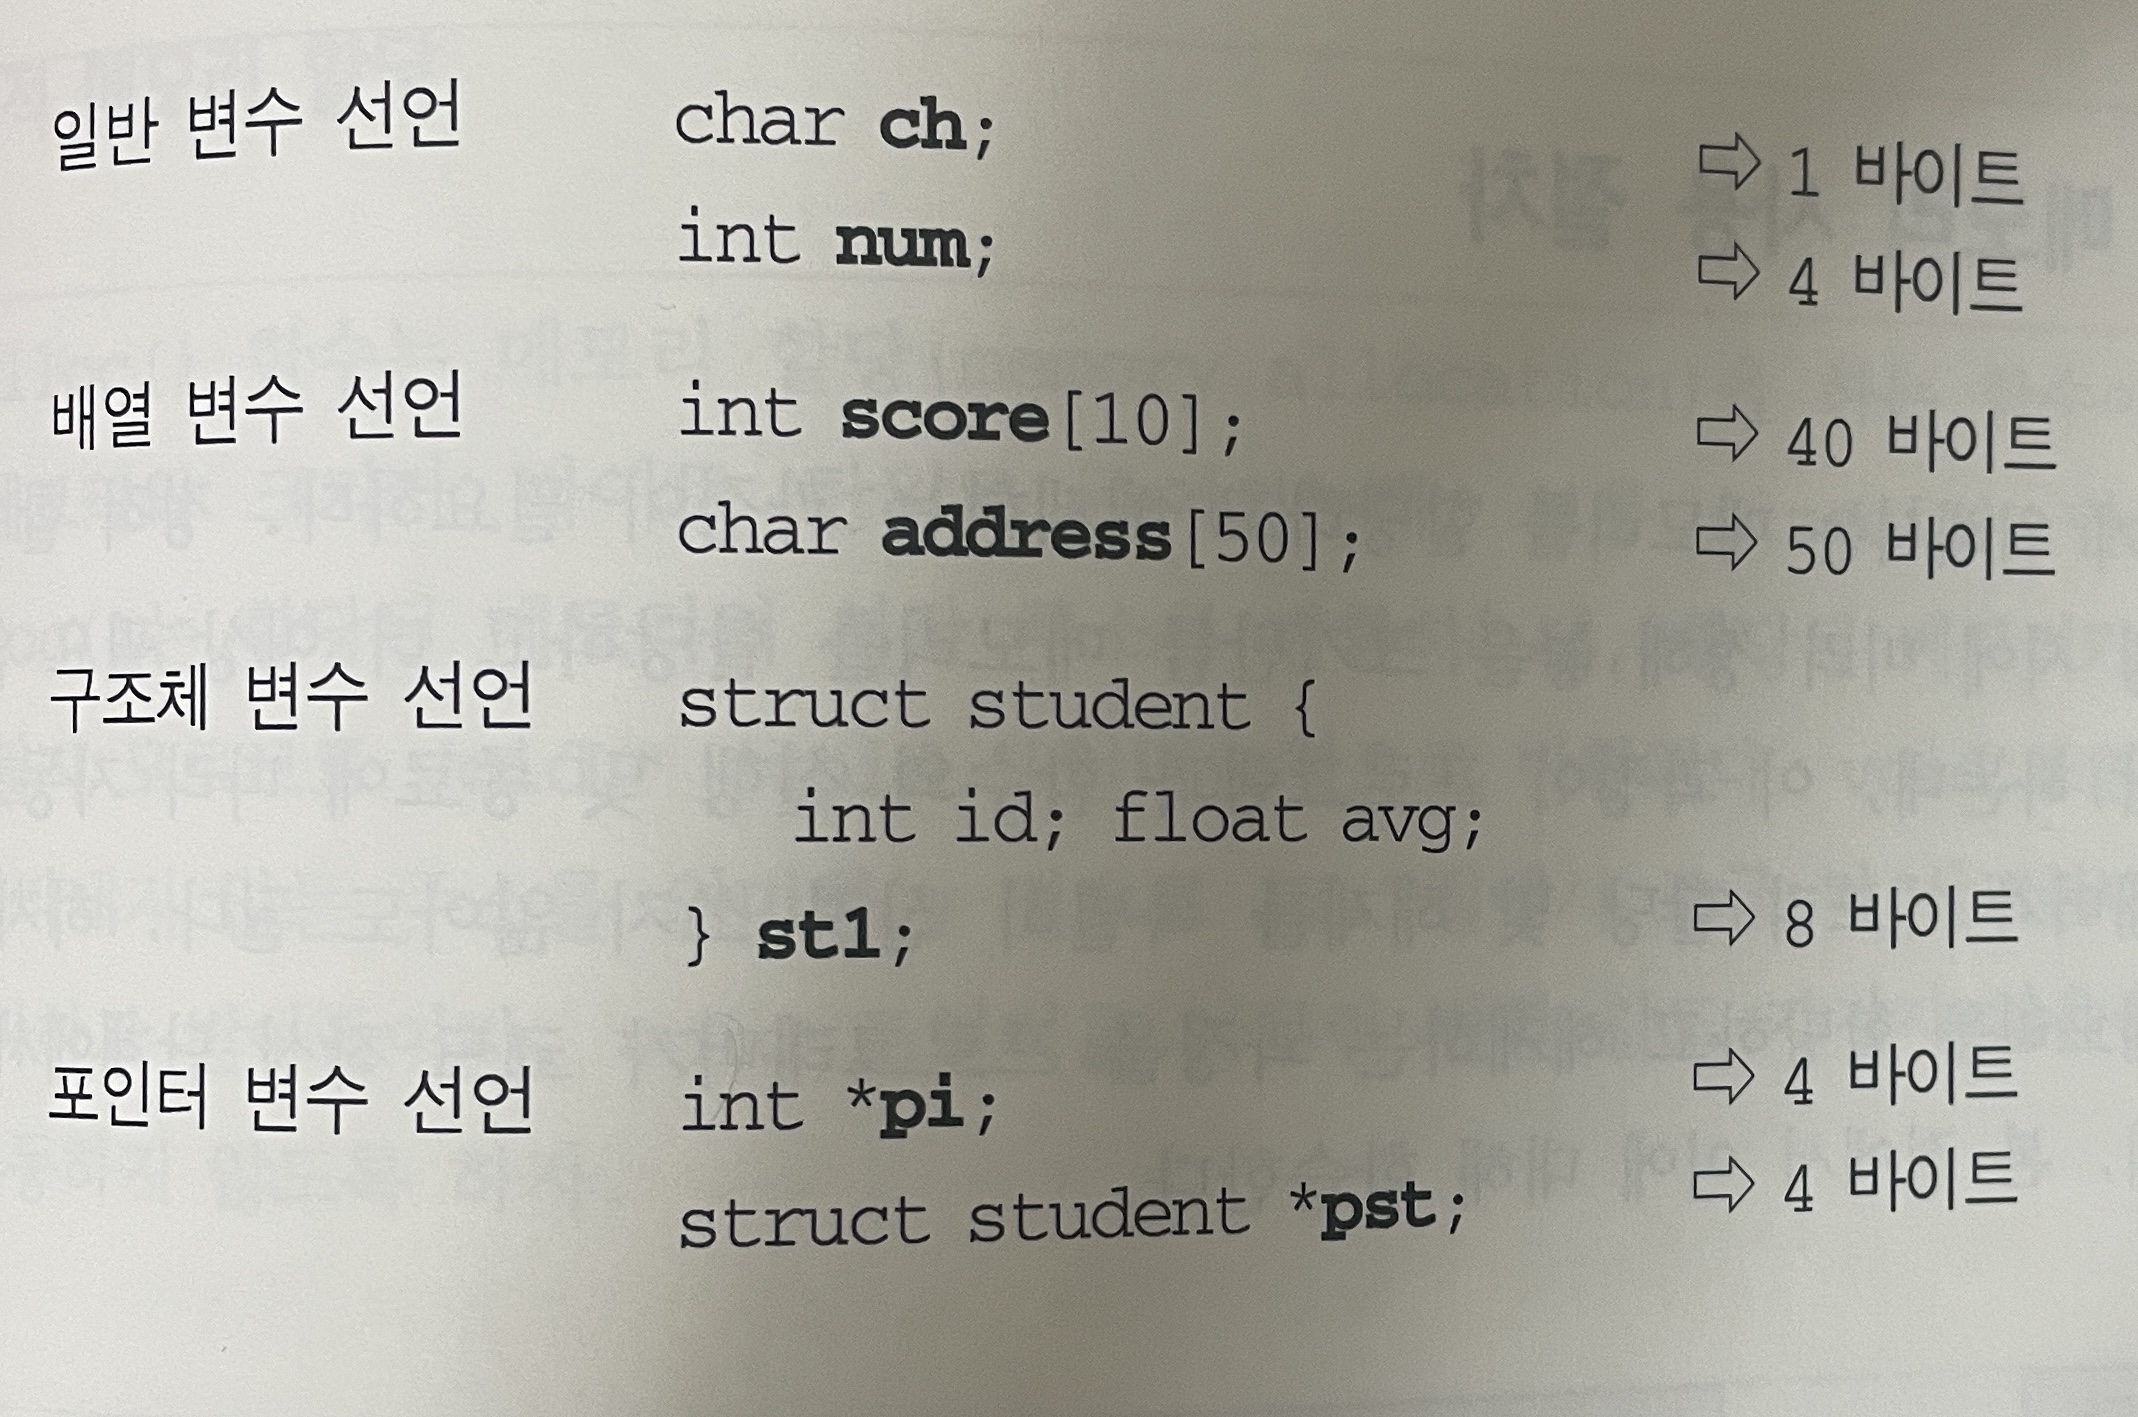 일반 변수 선언 char ch; ⇨ 1 바이트
int num; ⇨ 4 바이트
배열 변수 선언 int score[10]; ⇨ 40 바이트
char address[50]; ⇨ 50 바이트
구조체 변수 선언 struct student {
int id; float avg;
} st1; ⇨ 8 바이트
포인터 변수 선언 int *pi; ⇨ 4 바이트
struct student *pst; ⇨ 4 바이트